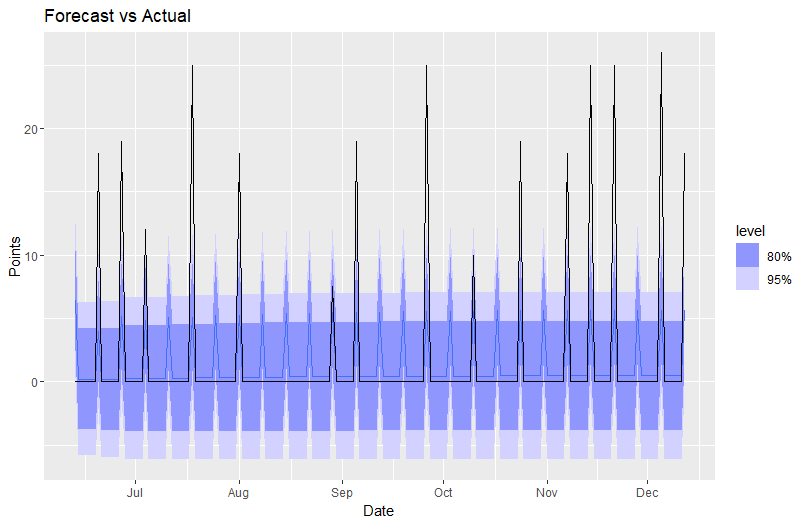 Forecast vs Actual
Points
20
10
0
Jul Aug Sep Oct Nov Dec
Date
level
80%
95%